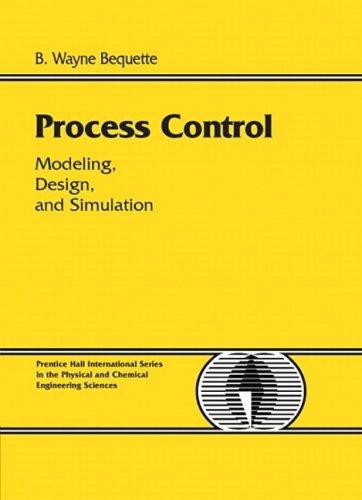 B. Wayne Bequette
Process Control
Modeling,
Design,
and Simulation
Prentice Hall International Series
in the Physical and Chemical
Engineering Sciences